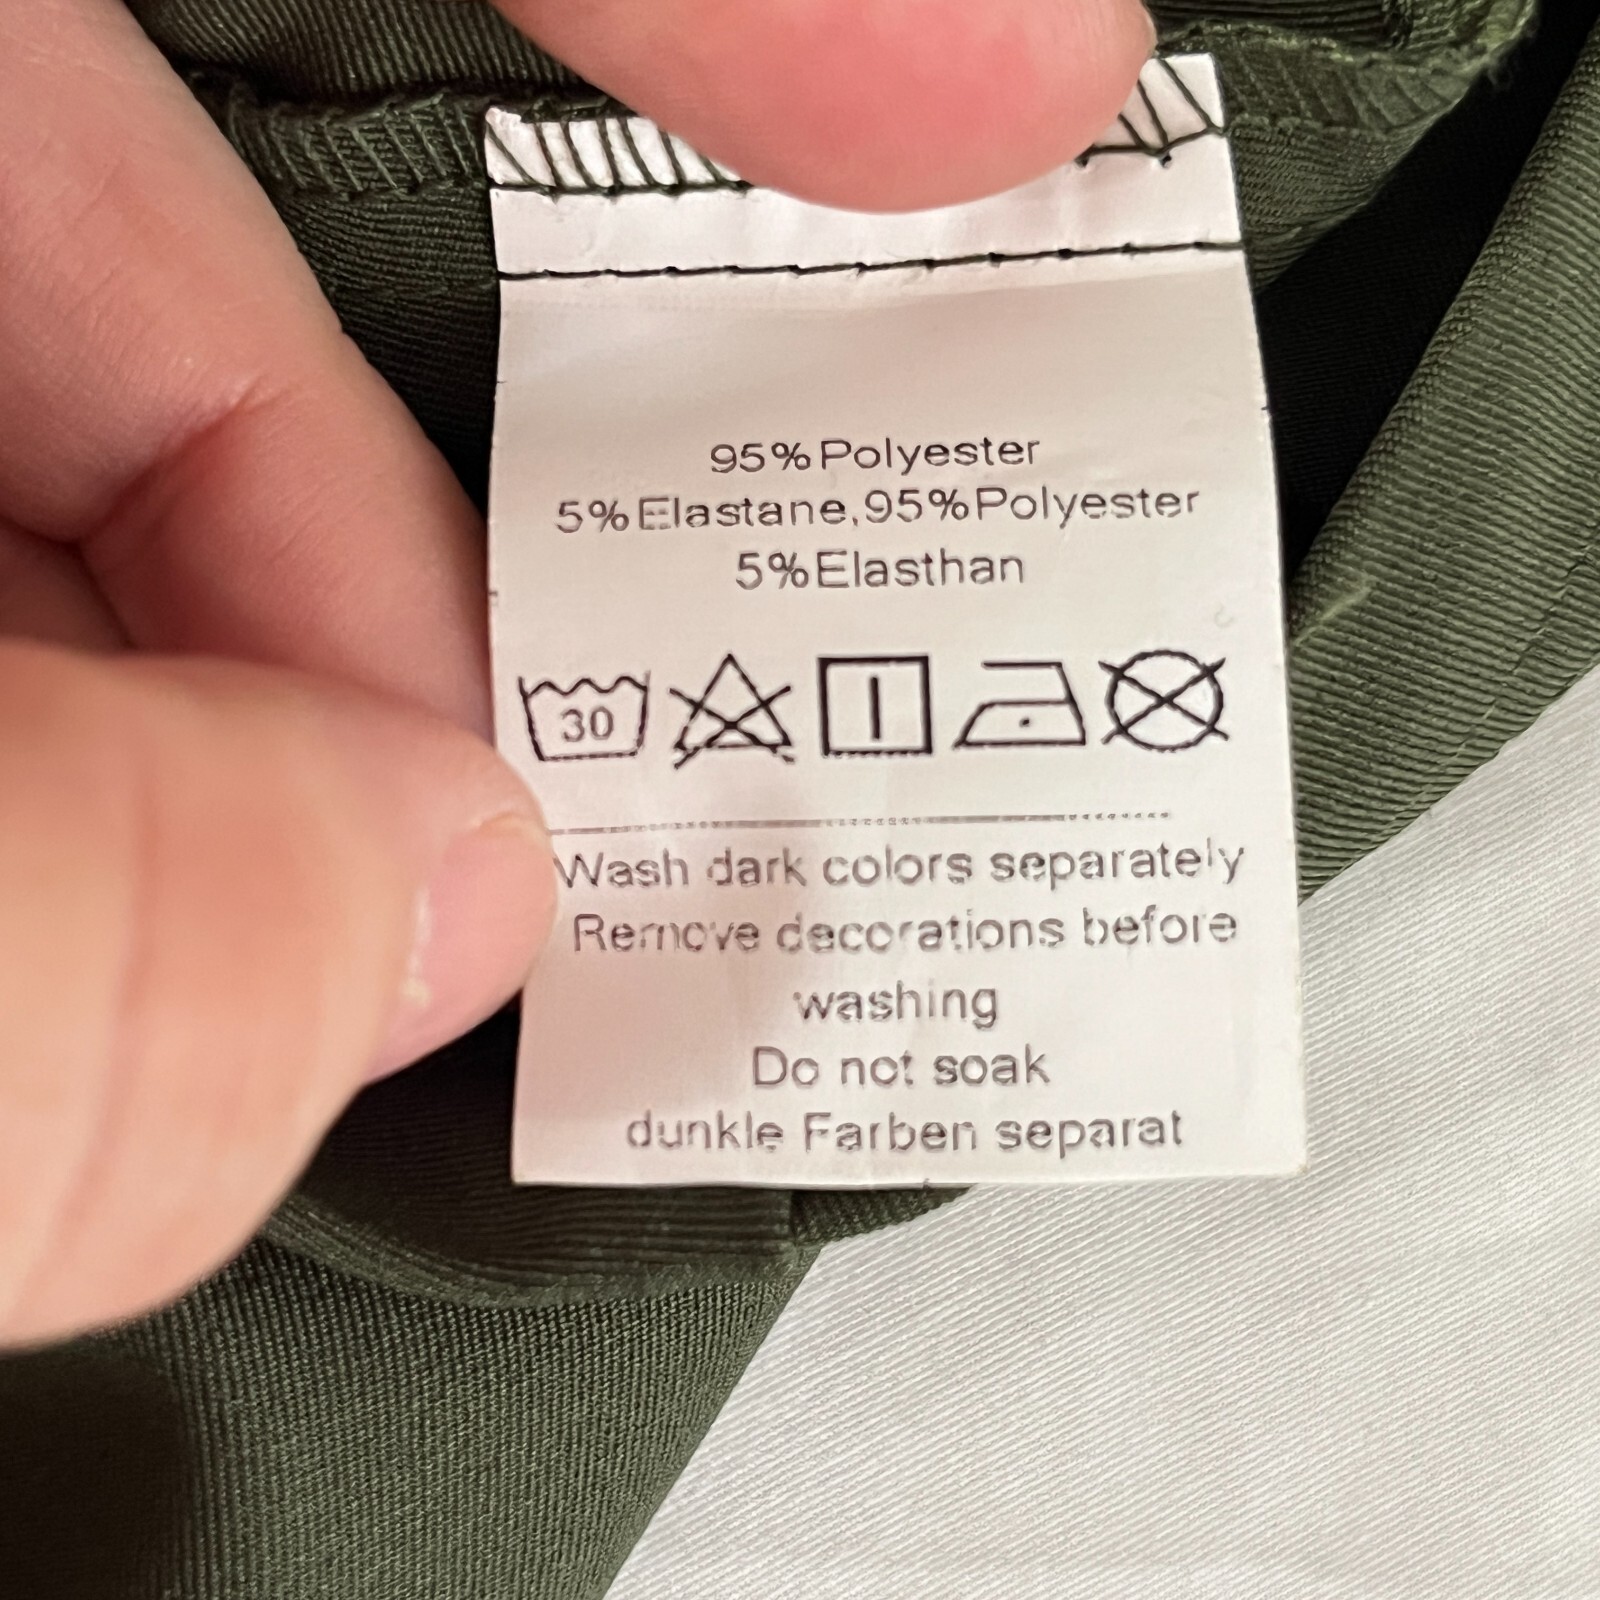 95% Polyester
5% Elastane,95% Polyester
5% Elasthan
30
Wash dark colors separately
Remove decorations before
washing
Do not soak
dunkle Farben separat